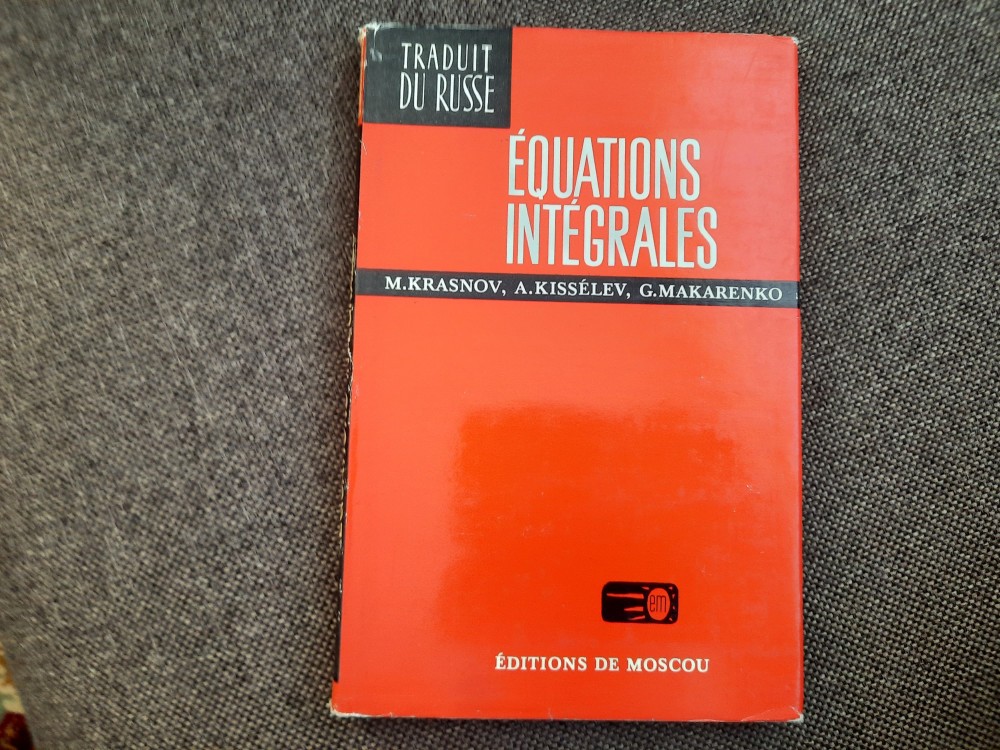 TRADUIT
DU RUSSE
ÉQUATIONS
INTÉGRALES
M.KRASNOV, A.KISSÉLEV, G.MAKARENKO
em
ÉDITIONS DE MOSCOU